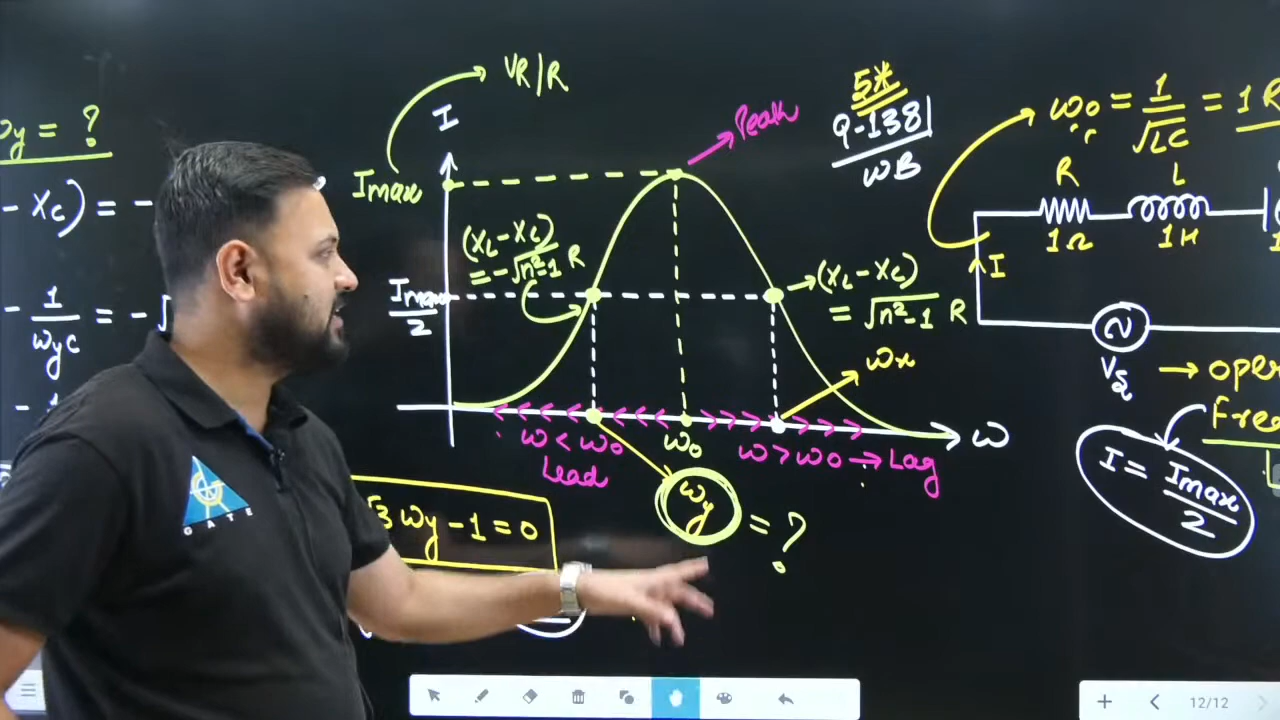 ωy = ?
- Xc) = -
- 1/ωyc = -√
√3 ωy - 1 = 0
VR/R
I
Imax
Imax/2
Peak
(XL - Xc)
= -√n²-1 R
(XL - Xc)
= √n²-1 R
ωx
ω < ω0
Lead
ω0
ω > ω0 → Lag
ω
ωy = ?
5*
Q-138
WB
ω0 = 1/√LC = 1 R
R
L
1Ω
1H
I
Vs → oper
Fre
I = Imax/2
GATE
12/12